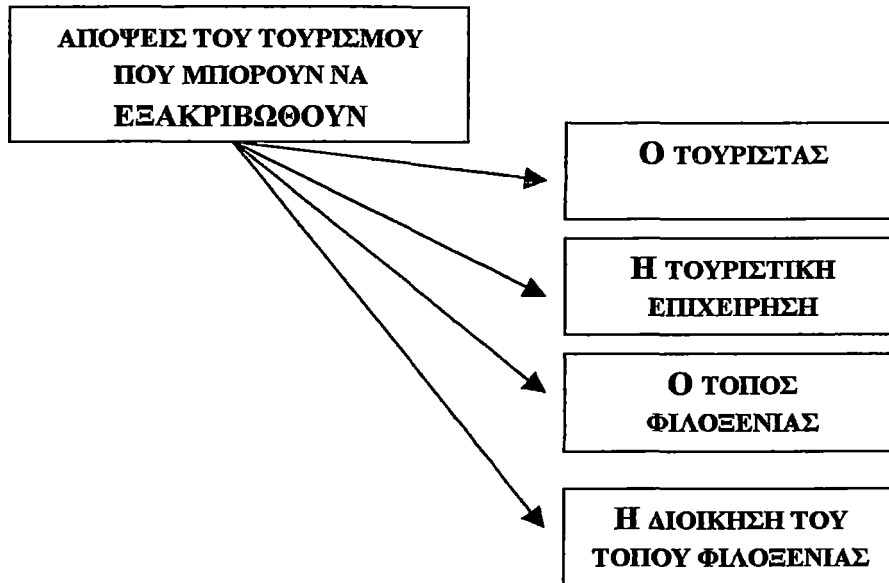 ΑΠΟΨΕΙΣ ΤΟΥ ΤΟΥΡΙΣΜΟΥ
ΠΟΥ ΜΠΟΡΟΥΝ ΝΑ
ΕΞΑΚΡΙΒΩΘΟΥΝ
Ο ΤΟΥΡΙΣΤΑΣ
Η ΤΟΥΡΙΣΤΙΚΗ
ΕΠΙΧΕΙΡΗΣΗ
Ο ΤΟΠΟΣ
ΦΙΛΟΞΕΝΙΑΣ
Η ΔΙΟΙΚΗΣΗ ΤΟΥ
ΤΟΠΟΥ ΦΙΛΟΞΕΝΙΑΣ